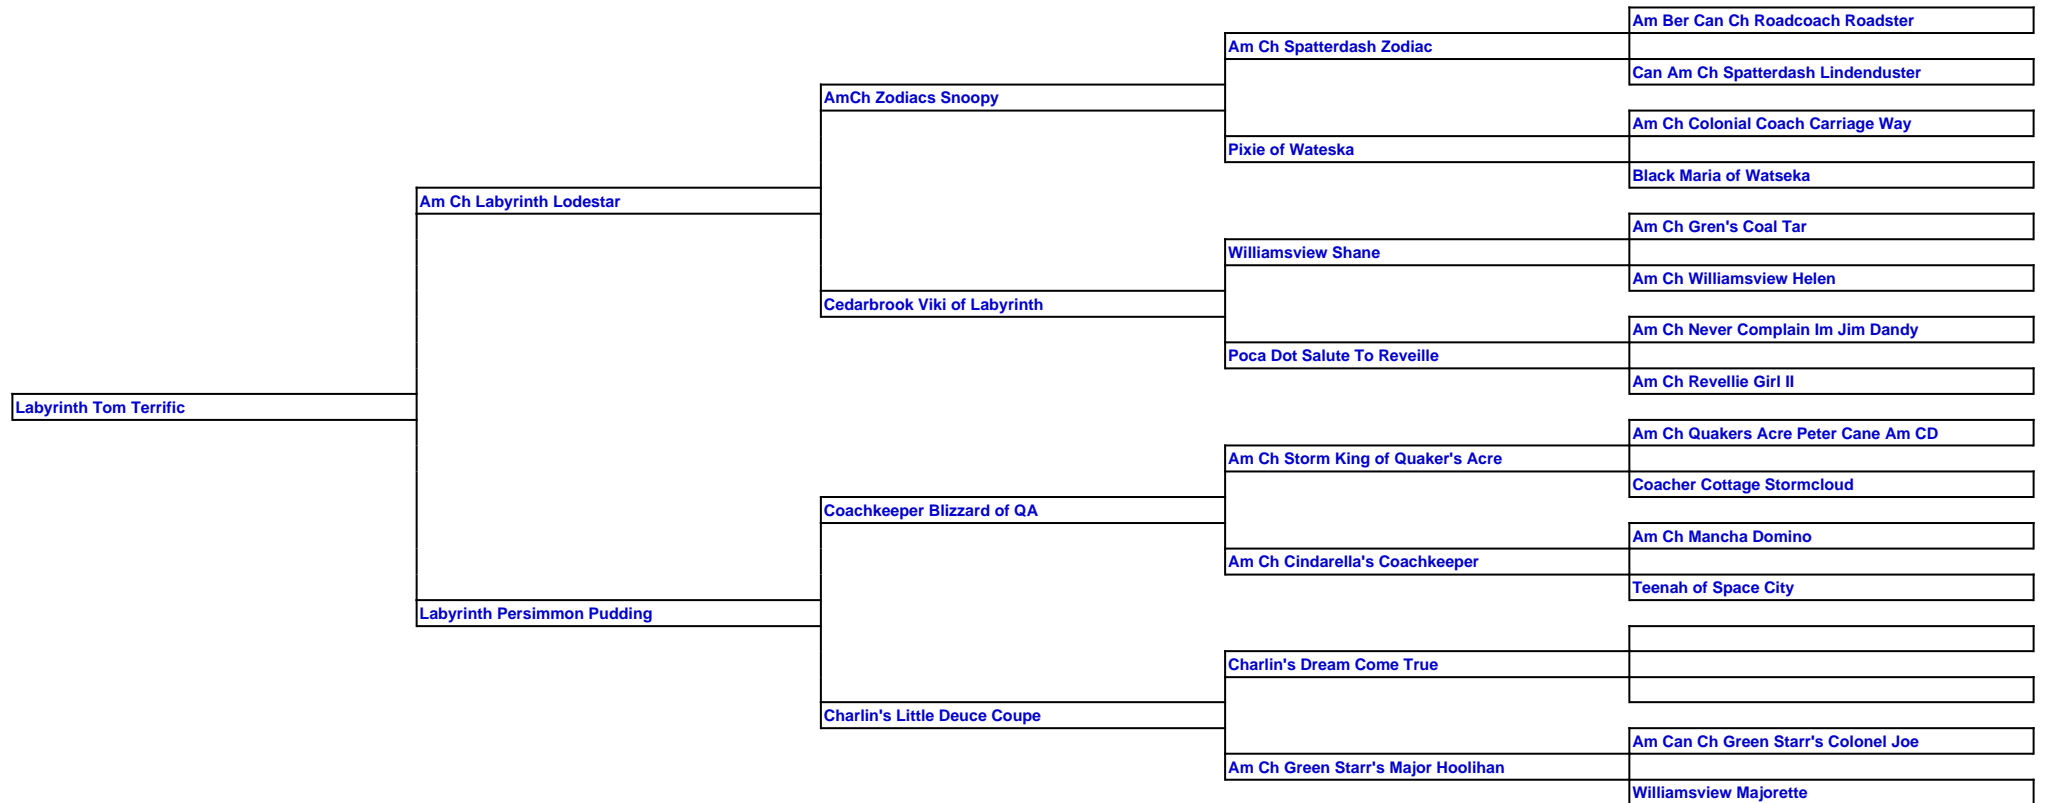 Am Ber Can Ch Roadcoach Roadster
Am Ch Spatterdash Zodiac
Can Am Ch Spatterdash Lindenduster
AmCh Zodiacs Snoopy
Am Ch Colonial Coach Carriage Way
Pixie of Wateska
Black Maria of Watseka
Am Ch Labyrinth Lodestar
Am Ch Gren's Coal Tar
Williamsview Shane
Am Ch Williamsview Helen
Cedarbrook Viki of Labyrinth
Am Ch Never Complain Im Jim Dandy
Poca Dot Salute To Reveille
Am Ch Revellie Girl II
Labyrinth Tom Terrific
Am Ch Quakers Acre Peter Cane Am CD
Am Ch Storm King of Quaker's Acre
Coacher Cottage Stormcloud
Coachkeeper Blizzard of QA
Am Ch Mancha Domino
Am Ch Cindarella's Coachkeeper
Teenah of Space City
Labyrinth Persimmon Pudding
Charlin's Dream Come True
Charlin's Little Deuce Coupe
Am Can Ch Green Starr's Colonel Joe
Am Ch Green Starr's Major Hoolihan
Williamsview Majorette